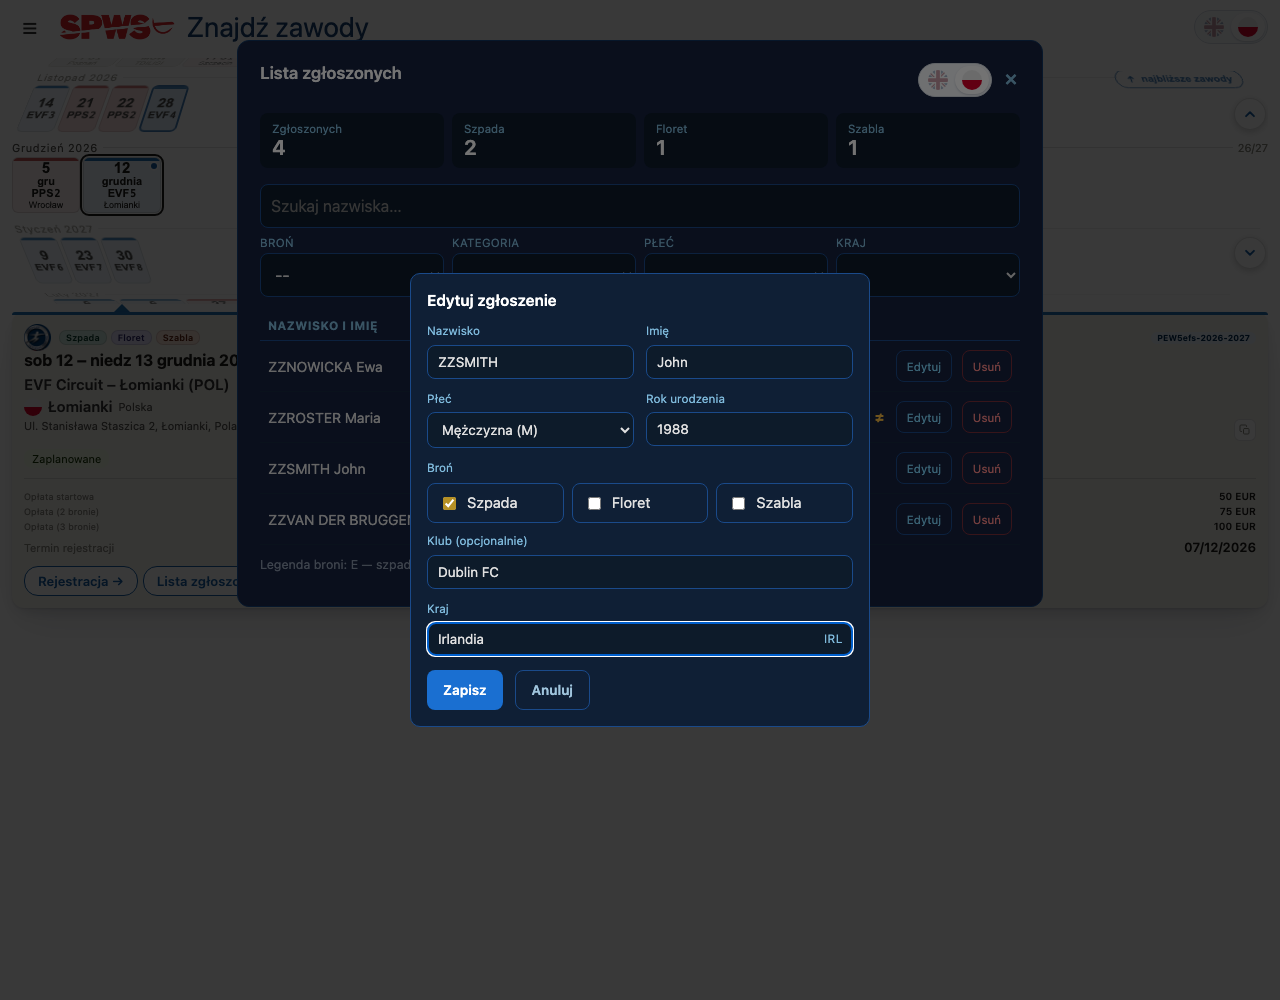 SPWS Znajdź zawody
Listopad 2026
najbliższe zawody
14 21 22 28
EVF3 PPS2 PPS2 EVF4
Grudzień 2026
26/27
5
gru
PPS2
Wrocław
12
grudnia
EVF5
Łomianki
Styczeń 2027
9 23 30
EVF6 EVF7 EVF8
Szpada Floret Szabla
PEW5efs-2026-2027
sob 12 – niedz 13 grudnia 20
EVF Circuit – Łomianki (POL)
Łomianki Polska
Ul. Stanisława Staszica 2, Łomianki, Pola
Zaplanowane
Opłata startowa 50 EUR
Opłata (2 bronie) 75 EUR
Opłata (3 bronie) 100 EUR
Termin rejestracji 07/12/2026
Rejestracja → Lista zgłoszo
Lista zgłoszonych
×
Zgłoszonych Szpada Floret Szabla
4 2 1 1
Szukaj nazwiska...
BROŃ KATEGORIA PŁEĆ KRAJ
--
NAZWISKO I IMIĘ
ZZNOWICKA Ewa Edytuj Usuń
ZZROSTER Maria ≠ Edytuj Usuń
ZZSMITH John Edytuj Usuń
ZZVAN DER BRUGGEN Edytuj Usuń
Legenda broni: E — szpad
Edytuj zgłoszenie
Nazwisko Imię
ZZSMITH John
Płeć Rok urodzenia
Mężczyzna (M) 1988
Broń
Szpada Floret Szabla
Klub (opcjonalnie)
Dublin FC
Kraj
Irlandia IRL
Zapisz Anuluj